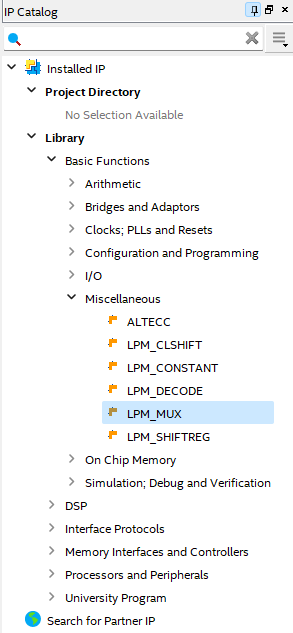 IP Catalog
Installed IP
Project Directory
No Selection Available
Library
Basic Functions
Arithmetic
Bridges and Adaptors
Clocks; PLLs and Resets
Configuration and Programming
I/O
Miscellaneous
ALTECC
LPM_CLSHIFT
LPM_CONSTANT
LPM_DECODE
LPM_MUX
LPM_SHIFTREG
On Chip Memory
Simulation; Debug and Verification
DSP
Interface Protocols
Memory Interfaces and Controllers
Processors and Peripherals
University Program
Search for Partner IP